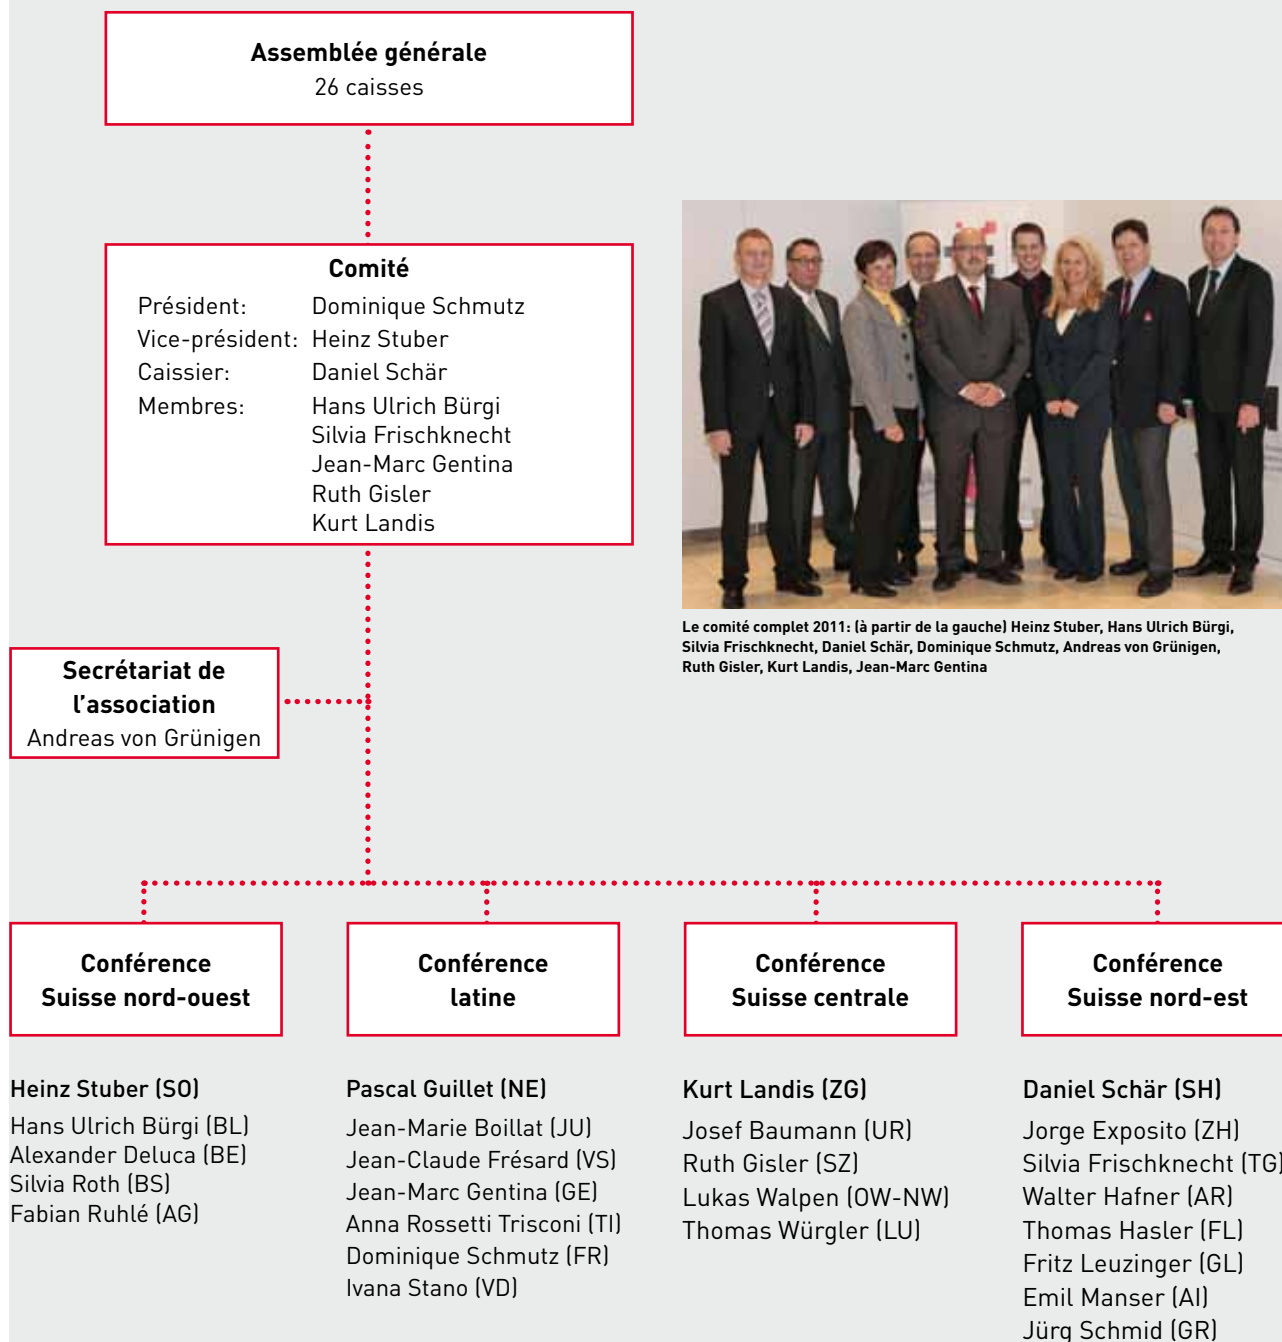 Assemblée générale
26 caisses
Comité
Président: Dominique Schmutz
Vice-président: Heinz Stuber
Caissier: Daniel Schär
Membres: Hans Ulrich Bürgi
Silvia Frischknecht
Jean-Marc Gentina
Ruth Gisler
Kurt Landis
Le comité complet 2011: (à partir de la gauche) Heinz Stuber, Hans Ulrich Bürgi,
Silvia Frischknecht, Daniel Schär, Dominique Schmutz, Andreas von Grünigen,
Ruth Gisler, Kurt Landis, Jean-Marc Gentina
Secrétariat de
l’association
Andreas von Grünigen
Conférence
Suisse nord-ouest
Heinz Stuber (SO)
Hans Ulrich Bürgi (BL)
Alexander Deluca (BE)
Silvia Roth (BS)
Fabian Ruhlé (AG)
Conférence
latine
Pascal Guillet (NE)
Jean-Marie Boillat (JU)
Jean-Claude Frésard (VS)
Jean-Marc Gentina (GE)
Anna Rossetti Trisconi (TI)
Dominique Schmutz (FR)
Ivana Stano (VD)
Conférence
Suisse centrale
Kurt Landis (ZG)
Josef Baumann (UR)
Ruth Gisler (SZ)
Lukas Walpen (OW-NW)
Thomas Würgler (LU)
Conférence
Suisse nord-est
Daniel Schär (SH)
Jorge Exposito (ZH)
Silvia Frischknecht (TG)
Walter Hafner (AR)
Thomas Hasler (FL)
Fritz Leuzinger (GL)
Emil Manser (AI)
Jürg Schmid (GR)